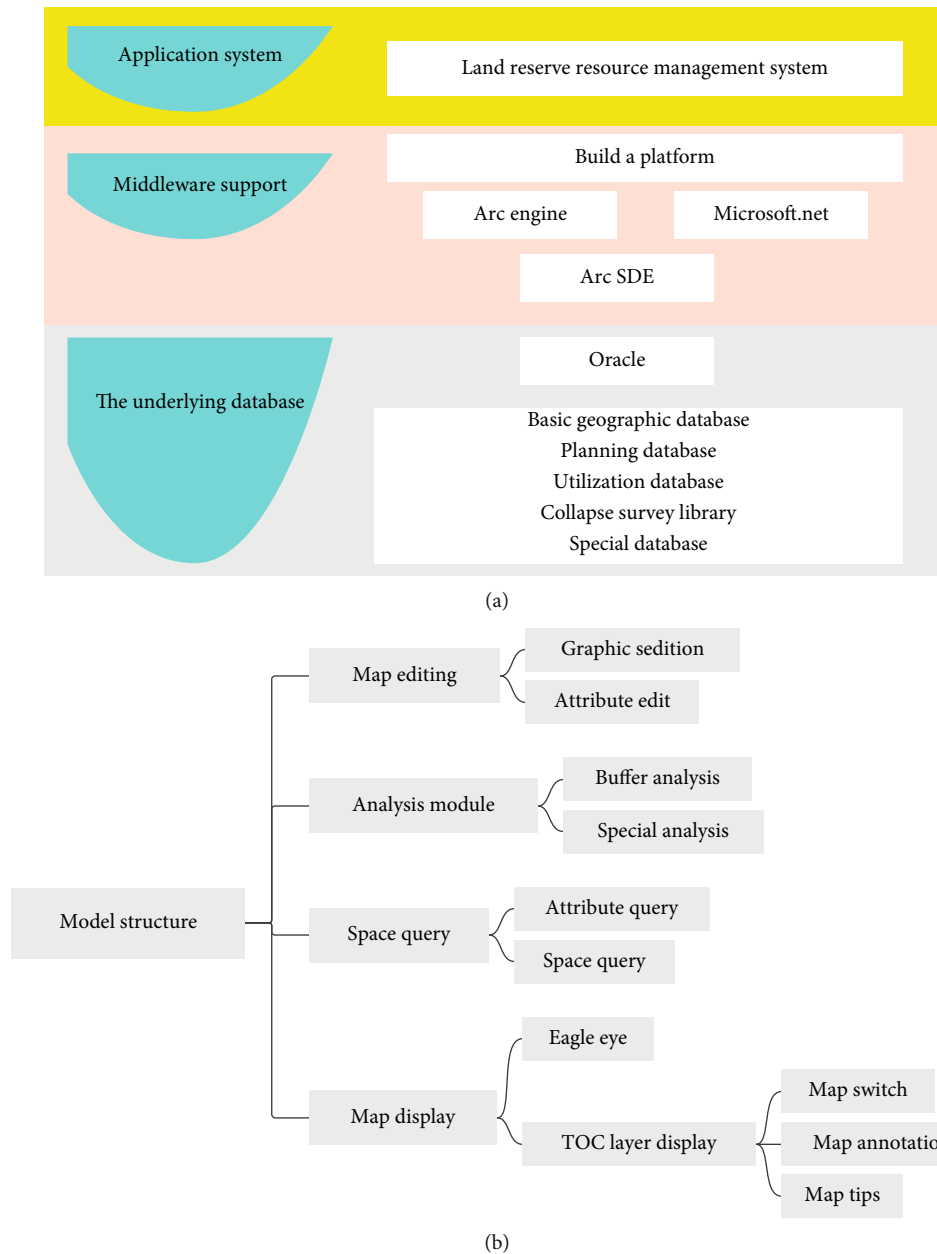 Application system
Land reserve resource management system
Middleware support
Build a platform
Arc engine
Microsoft.net
Arc SDE
The underlying database
Oracle
Basic geographic database
Planning database
Utilization database
Collapse survey library
Special database
(a)
Model structure
Map editing
Graphic sedition
Attribute edit
Analysis module
Buffer analysis
Special analysis
Space query
Attribute query
Space query
Map display
Eagle eye
TOC layer display
Map switch
Map annotatio
Map tips
(b)